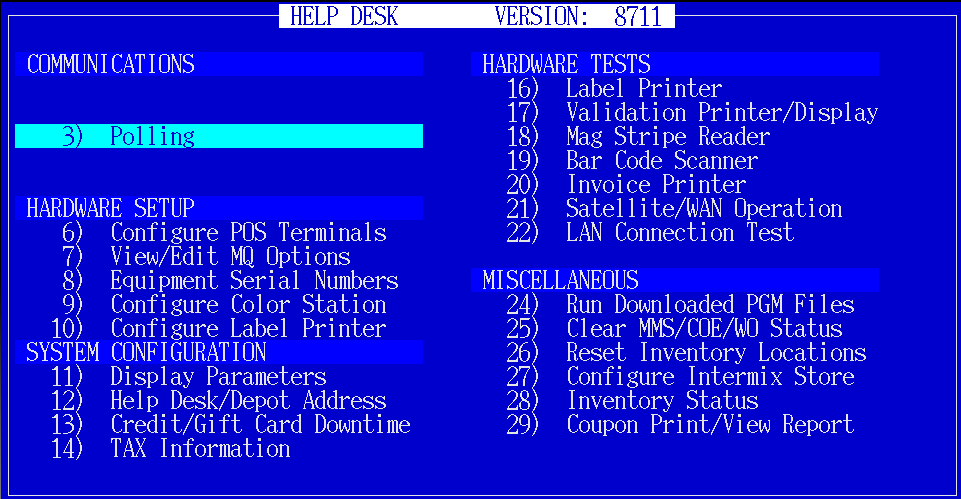 HELP DESK VERSION: 8711
COMMUNICATIONS
3) Polling
HARDWARE SETUP
6) Configure POS Terminals
7) View/Edit MQ Options
8) Equipment Serial Numbers
9) Configure Color Station
10) Configure Label Printer
SYSTEM CONFIGURATION
11) Display Parameters
12) Help Desk/Depot Address
13) Credit/Gift Card Downtime
14) TAX Information
HARDWARE TESTS
16) Label Printer
17) Validation Printer/Display
18) Mag Stripe Reader
19) Bar Code Scanner
20) Invoice Printer
21) Satellite/WAN Operation
22) LAN Connection Test
MISCELLANEOUS
24) Run Downloaded PGM Files
25) Clear MMS/COE/WO Status
26) Reset Inventory Locations
27) Configure Intermix Store
28) Inventory Status
29) Coupon Print/View Report